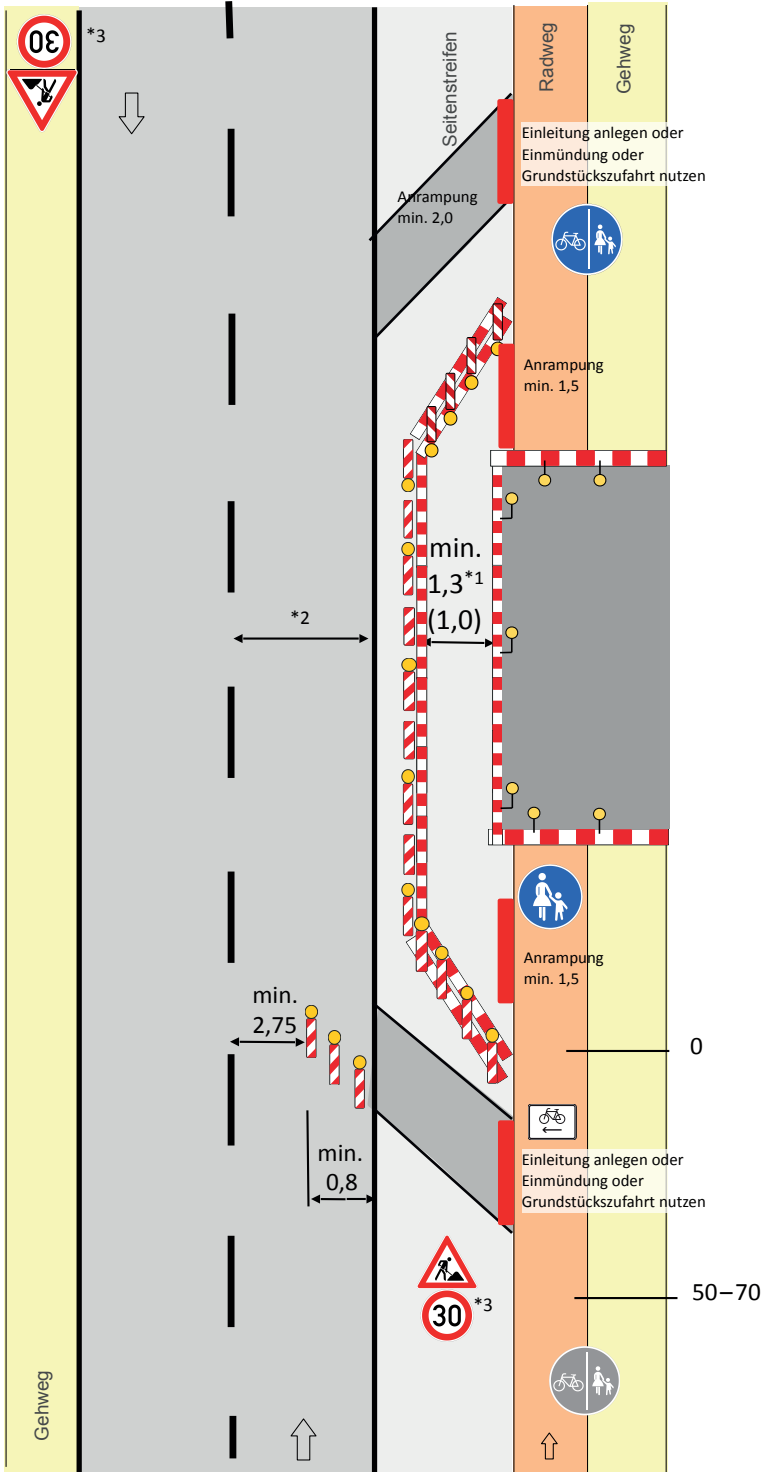 30
*3
Seitenstreifen
Radweg
Gehweg
Einleitung anlegen oder
Einmündung oder
Grundstückszufahrt nutzen
Anrampung
min. 2,0
Anrampung
min. 1,5
min.
1,3*1
(1,0)
*2
Anrampung
min. 1,5
min.
2,75
0
min.
0,8
Einleitung anlegen oder
Einmündung oder
Grundstückszufahrt nutzen
30
*3
50–70
Gehweg